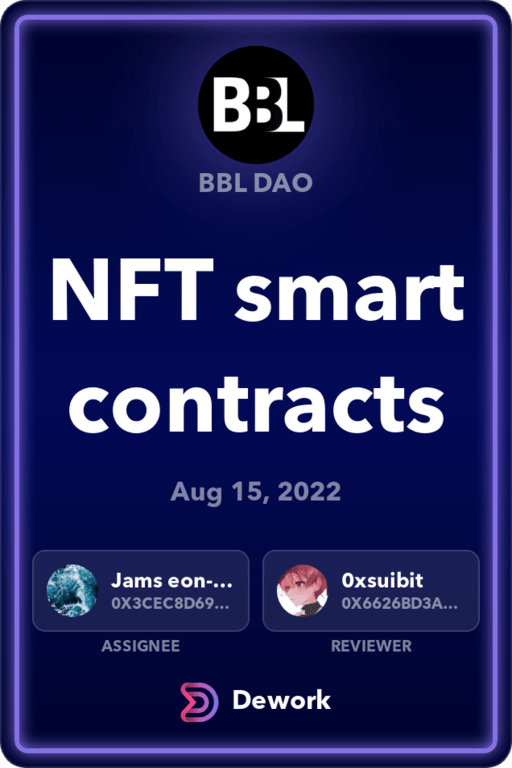 BBL
BBL DAO
NFT smart
contracts
Aug 15, 2022
Jams eon-...
0X3CEC8D69...
ASSIGNEE
0xsuibit
0X6626BD3A...
REVIEWER
Dework